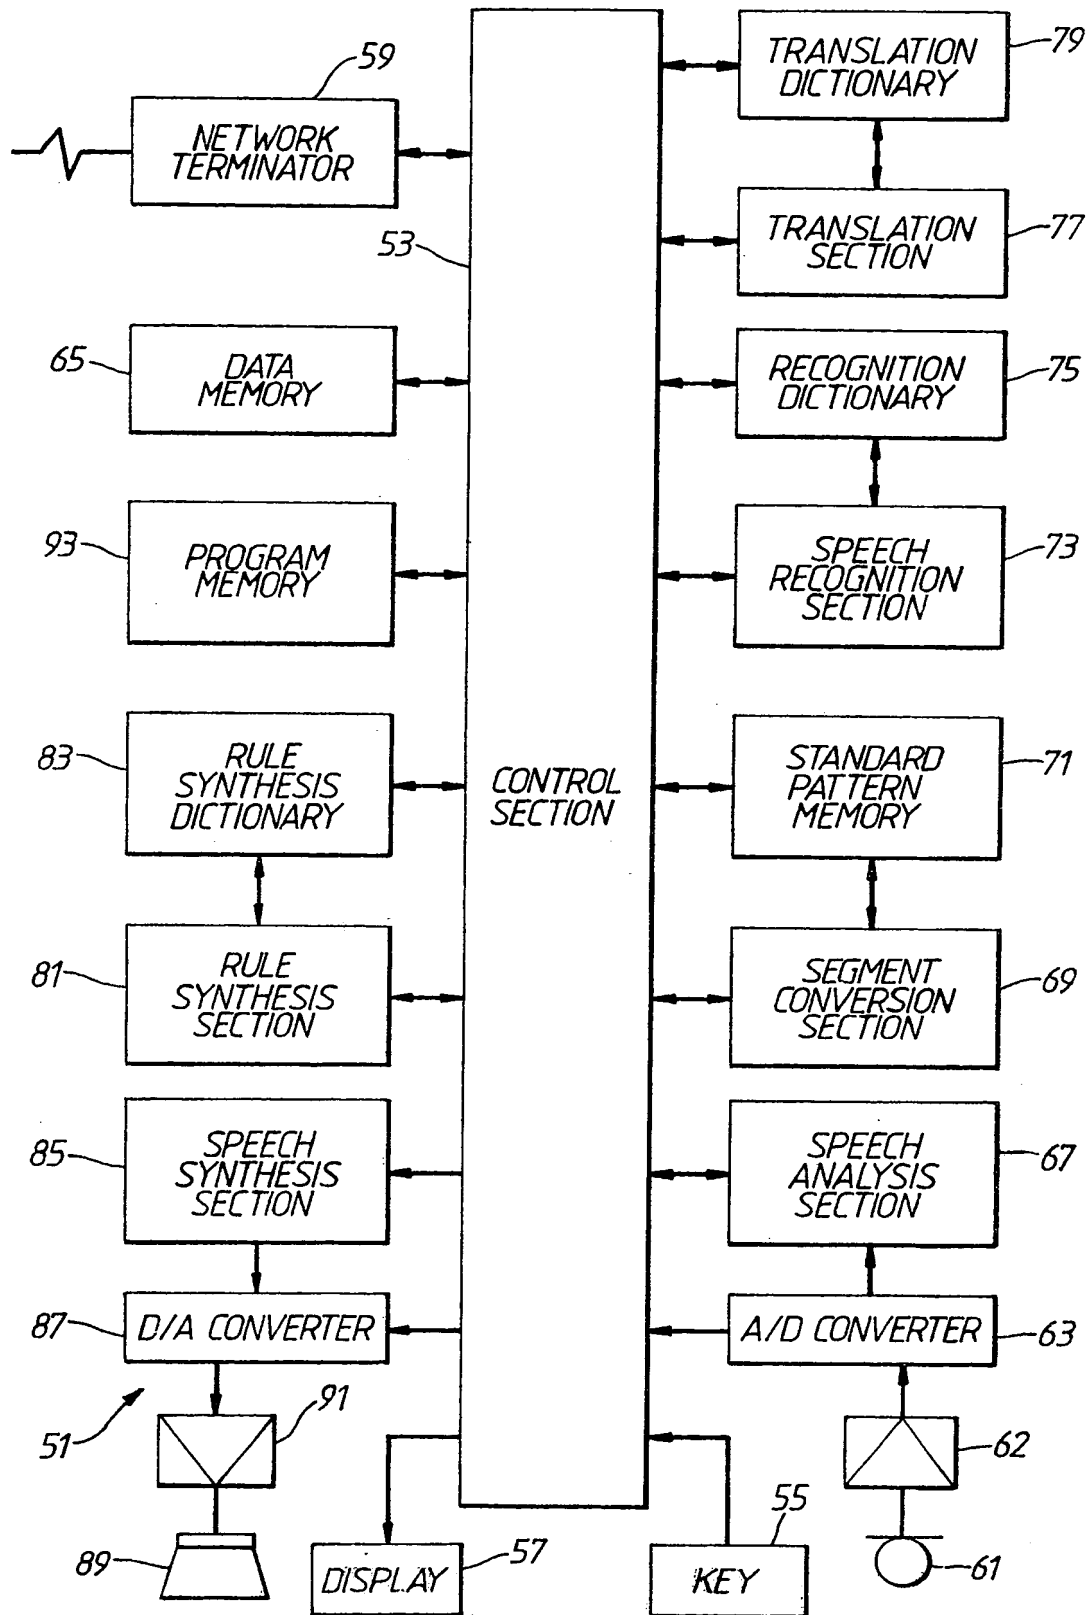 59
NETWORK
TERMINATOR
53
65
DATA
MEMORY
93
PROGRAM
MEMORY
83
RULE
SYNTHESIS
DICTIONARY
81
RULE
SYNTHESIS
SECTION
85
SPEECH
SYNTHESIS
SECTION
87
D/A CONVERTER
51
91
89
DISPLAY
57
CONTROL
SECTION
79
TRANSLATION
DICTIONARY
77
TRANSLATION
SECTION
75
RECOGNITION
DICTIONARY
73
SPEECH
RECOGNITION
SECTION
71
STANDARD
PATTERN
MEMORY
69
SEGMENT
CONVERSION
SECTION
67
SPEECH
ANALYSIS
SECTION
63
A/D CONVERTER
62
61
55
KEY